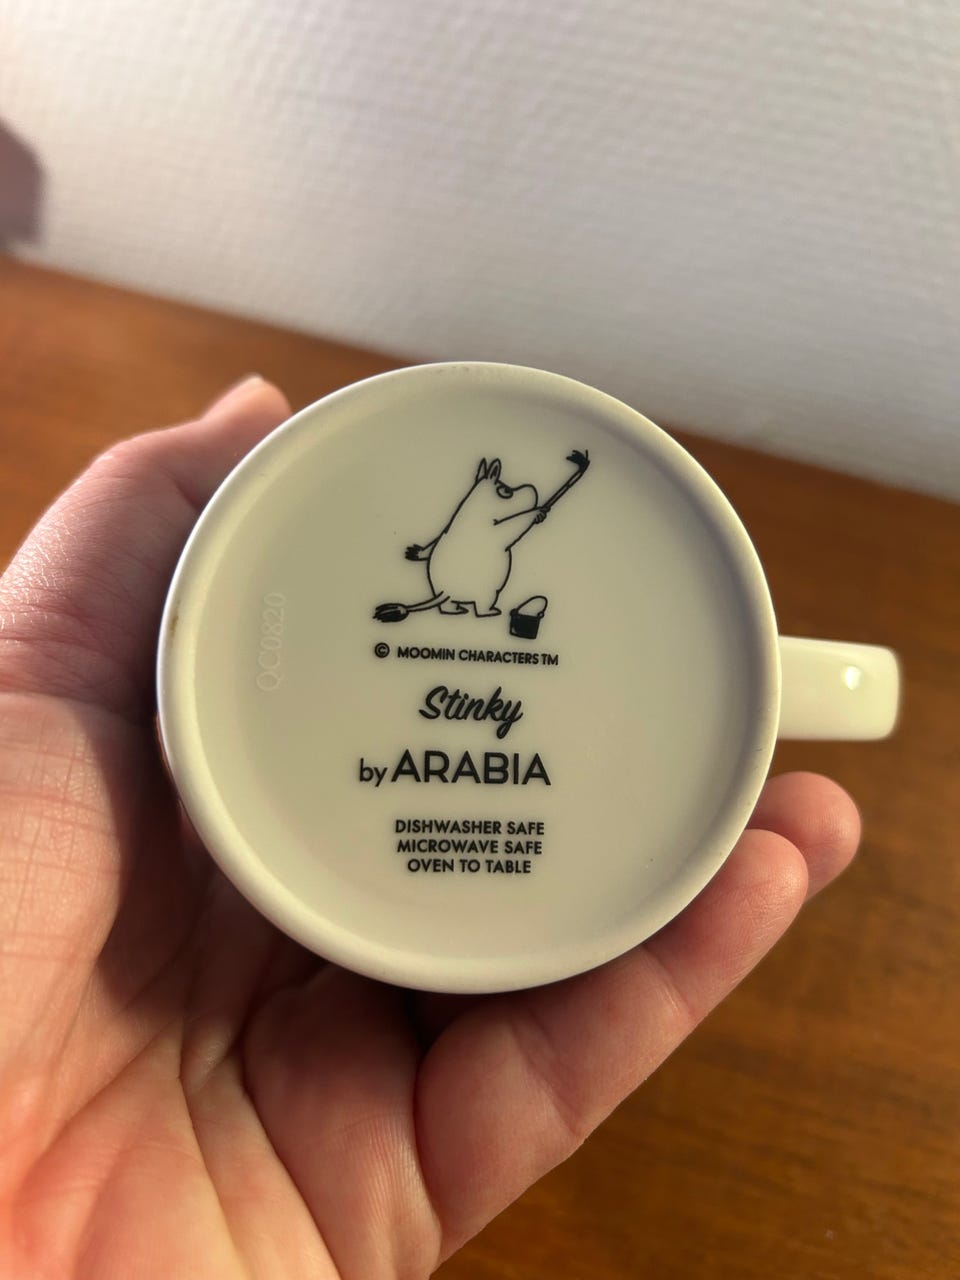 © MOOMIN CHARACTERS TM
Stinky
by ARABIA
DISHWASHER SAFE
MICROWAVE SAFE
OVEN TO TABLE
QC0820